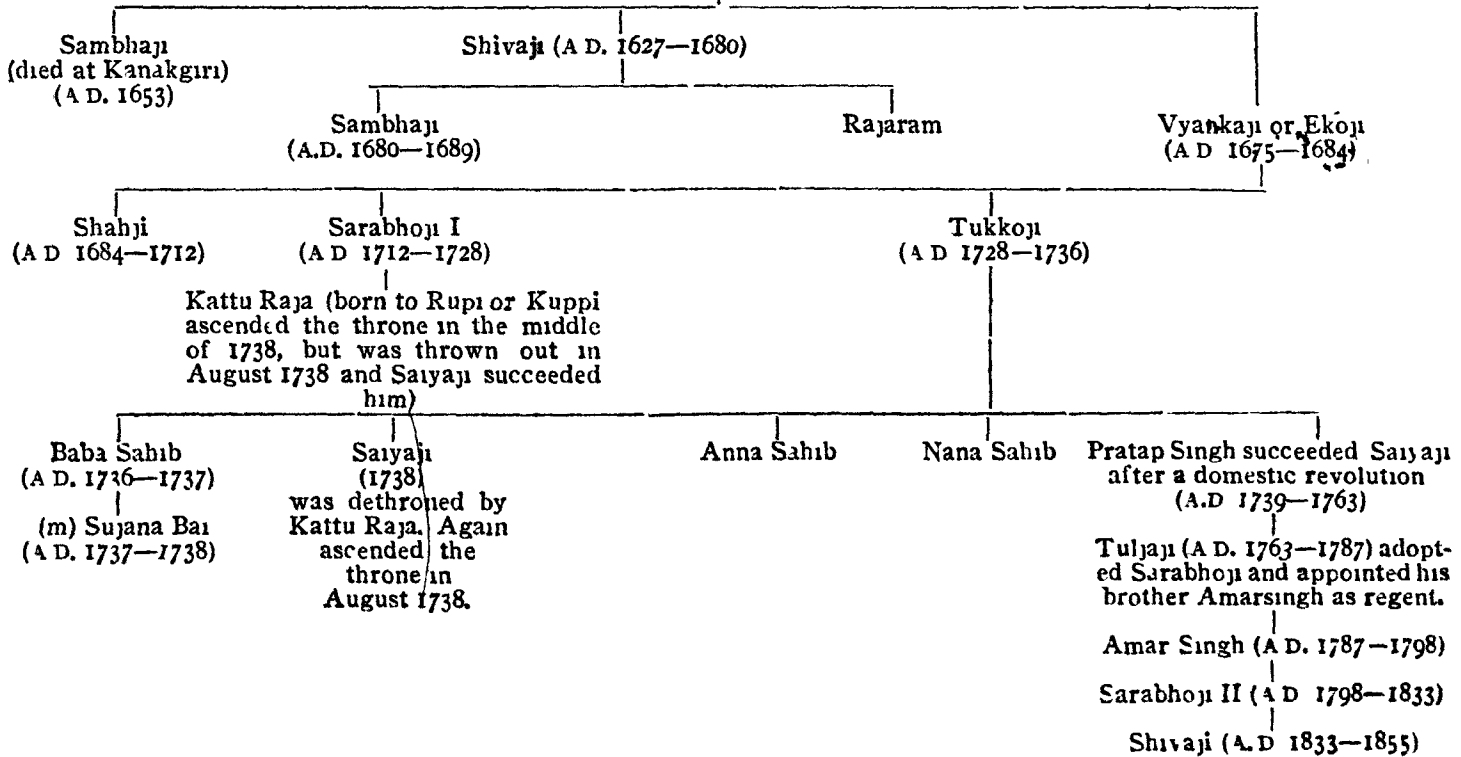 Sambhaji
(died at Kanakgiri)
(A D. 1653)
Shivaji (A D. 1627—1680)
Sambhaji
(A.D. 1680—1689)
Rajaram
Vyankaji or Ekoji
(A D 1675—1684)
Shahji
(A D 1684—1712)
Sarabhoji I
(A D 1712—1728)
Tukkoji
(A D 1728—1736)
Kattu Raja (born to Rupi or Kuppi
ascended the throne in the middle
of 1738, but was thrown out in
August 1738 and Saiyaji succeeded
him)
Baba Sahib
(A D. 1736—1737)
(m) Sujana Bai
(A D. 1737—1738)
Saiyaji
(1738)
was dethroned by
Kattu Raja. Again
ascended the
throne in
August 1738.
Anna Sahib
Nana Sahib
Pratap Singh succeeded Saiyaji
after a domestic revolution
(A.D 1739—1763)
Tuljaji (A D. 1763—1787) adopt-
ed Sarabhoji and appointed his
brother Amarsingh as regent.
Amar Singh (A D. 1787—1798)
Sarabhoji II (A D 1798—1833)
Shivaji (A.D 1833—1855)